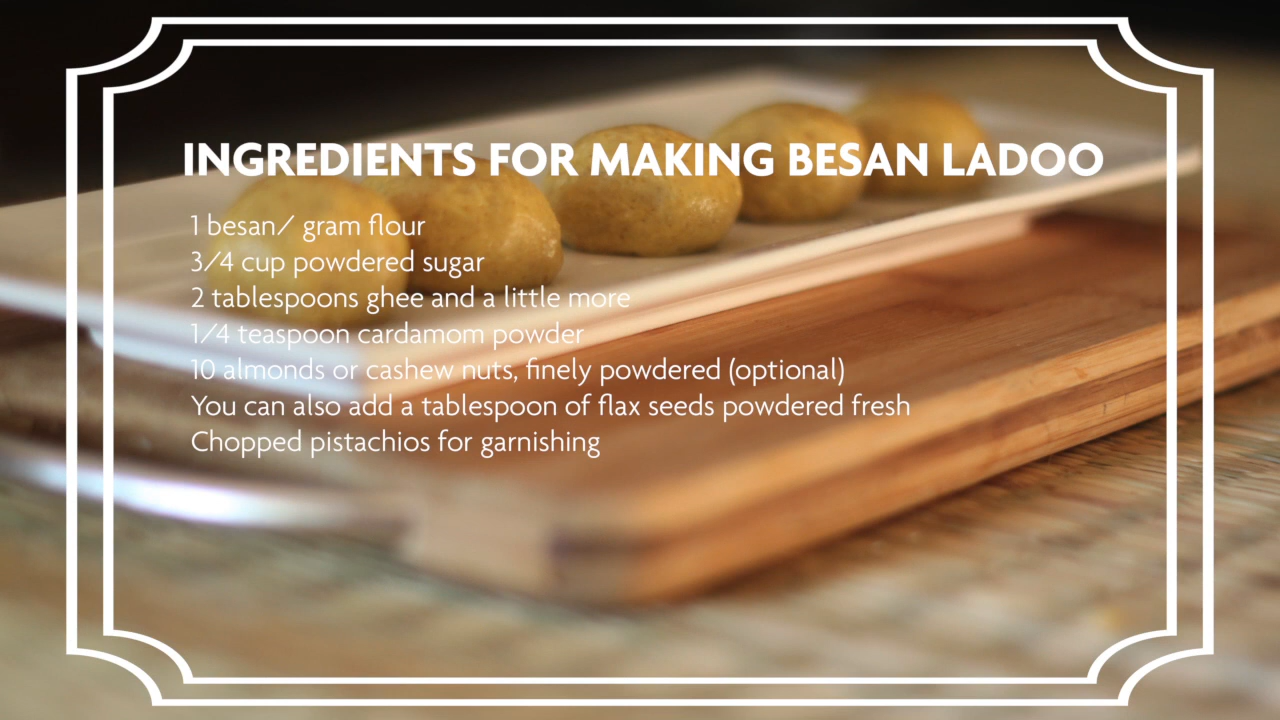 INGREDIENTS FOR MAKING BESAN LADOO
1 besan/ gram flour
3/4 cup powdered sugar
2 tablespoons ghee and a little more
1/4 teaspoon cardamom powder
10 almonds or cashew nuts, finely powdered (optional)
You can also add a tablespoon of flax seeds powdered fresh
Chopped pistachios for garnishing